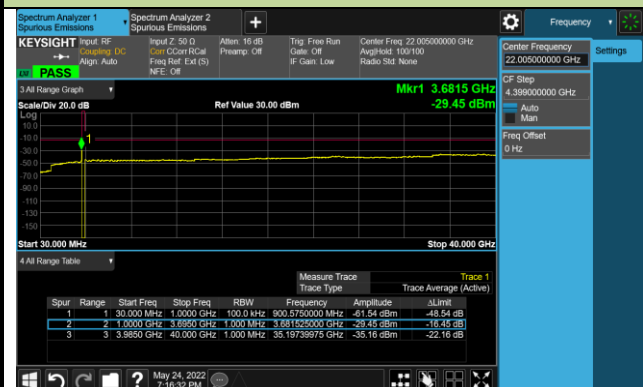 Spectrum Analyzer 1
Spurious Emissions
Spectrum Analyzer 2
Spurious Emissions
+
Frequency
KEYSIGHT
Input: RF
Coupling: DC
Align: Auto
Input Z: 50 Ω
Corr CCorr RCal
Freq Ref: Ext (S)
NFE: Off
Atten: 16 dB
Preamp: Off
Trig: Free Run
Gate: Off
IF Gain: Low
Center Freq: 22.005000000 GHz
Avg|Hold: 100/100
Radio Std: None
PASS
Center Frequency
22.005000000 GHz
Settings
CF Step
4.399000000 GHz
Auto
Man
Freq Offset
0 Hz
3 All Range Graph
Mkr1 3.6815 GHz
Scale/Div 20.0 dB
Ref Value 30.00 dBm
-29.45 dBm
Log
10.0
-10.0
-30.0
-50.0
-70.0
-90.0
-110
-130
-150
1
Start 30.000 MHz
Stop 40.000 GHz
4 All Range Table
Measure Trace Trace 1
Trace Type Trace Average (Active)
Spur Range Start Freq Stop Freq RBW Frequency Amplitude ΔLimit
1 1 30.000 MHz 1.0000 GHz 100.0 kHz 900.5750000 MHz -61.54 dBm -48.54 dB
2 2 1.0000 GHz 3.6950 GHz 1.000 MHz 3.681525000 GHz -29.45 dBm -16.45 dB
3 3 3.9850 GHz 40.000 GHz 1.000 MHz 35.19739975 GHz -35.16 dBm -22.16 dB
May 24, 2022
7:16:32 PM